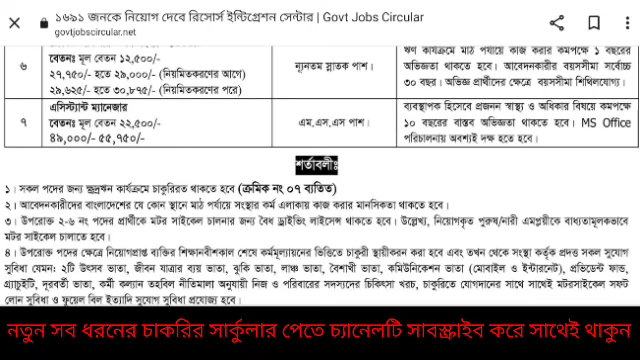 ১৬৯১ জনকে নিয়োগ দেবে রিসোর্স ইন্টিগ্রেশন সেন্টার | Govt Jobs Circular
govtjobscircular.net
৬
বেতনঃ মূল বেতন ১২,৫০০/-
২৭,৭৫০/- হতে ২৯,০০০/- (নিয়মিতকরণের আগে)
২৯,৬২৫/- হতে ৩০,৮৭৫/- (নিয়মিতকরণের পরে)
ন্যূনতম স্নাতক পাশ।
ঋণ কার্যক্রমে মাঠ পর্যায়ে কাজ করার কমপক্ষে ১ বছরের
অভিজ্ঞতা থাকতে হবে। আবেদনকারীর বয়সসীমা সর্বোচ্চ
৩০ বছর। অভিজ্ঞ প্রার্থীদের ক্ষেত্রে বয়সসীমা শিথিলযোগ্য।
৭
এসিস্ট্যান্ট ম্যানেজার
বেতনঃ মূল বেতন ২২,৫০০/-
৪৯,০০০/- ৫৫,৭৫০/-
এম.এস.এস পাশ।
ব্যবস্থাপক হিসেবে প্রজনন স্বাস্থ্য ও অধিকার বিষয়ে কমপক্ষে
১০ বছরের বাস্তব অভিজ্ঞতা থাকতে হবে। MS Office
পরিচালনায় অবশ্যই দক্ষ হতে হবে।
শর্তাবলীঃ
১। সকল পদের জন্য ক্ষুদ্রঋন কার্যক্রমে চাকুরিরত থাকতে হবে (ক্রমিক নং ০৭ ব্যতিত)
২। আবেদনকারীদের বাংলাদেশের যে কোন স্থানে মাঠ পর্যায়ে সংস্থার কর্ম এলাকায় কাজ করার মানসিকতা থাকতে হবে।
৩। উপরোক্ত ২-৬ নং পদের প্রার্থীকে মটর সাইকেল চালনার জন্য বৈধ ড্রাইভিং লাইসেন্স থাকতে হবে। উল্লেখ্য, নিয়োগকৃত পুরুষ/নারী এমপ্লয়ীকে বাধ্যতামূলকভাবে
মটর সাইকেল চালাতে হবে।
৪। উপরোক্ত পদের ক্ষেত্রে নিয়োগপ্রাপ্ত ব্যক্তির শিক্ষানবীশকাল শেষে কর্মমূল্যায়নের ভিত্তিতে চাকুরী স্থায়ীকরন করা হবে এবং তখন থেকে সংস্থা কর্তৃক প্রদত্ত সকল সুযোগ
সুবিধা যেমন: ২টি উৎসব ভাতা, জীবন যাত্রার ব্যয় ভাতা, ঝুকি ভাতা, লাঞ্চ ভাতা, বৈশাখী ভাতা, কমিউনিকেশন ভাতা (মোবাইল ও ইন্টারনেট), প্রভিডেন্ট ফান্ড,
গ্র্যাচুইটি, দূরবর্তী ভাতা, কর্মী কল্যান তহবিল নীতিমালা অনুযায়ী নিজ ও পরিবারের সদস্যদের চিকিৎসা খরচ, চাকুরিতে যোগদানের সাথে সাথেই মটরসাইকেল সফট
লোন সুবিধা ও ফুয়েল বিল ইত্যাদি সুযোগ সুবিধা প্রযোজ্য হবে।
নতুন সব ধরনের চাকরির সার্কুলার পেতে চ্যানেলটি সাবস্ক্রাইব করে সাথেই থাকুন